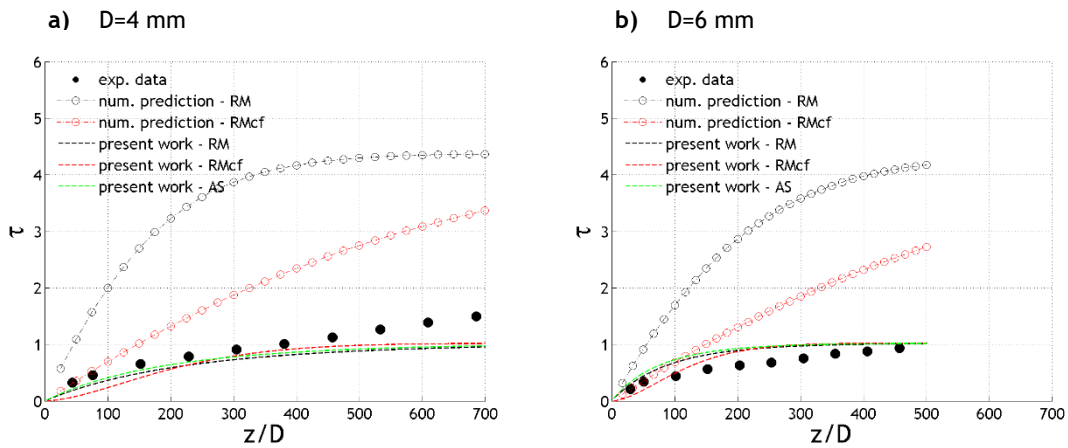 a) D=4 mm
6
5
4
3
2
1
0
τ
exp. data
num. prediction - RM
num. prediction - RMcf
present work - RM
present work - RMcf
present work - AS
0 100 200 300 400 500 600 700
z/D
b) D=6 mm
6
5
4
3
2
1
0
τ
exp. data
num. prediction - RM
num. prediction - RMcf
present work - RM
present work - RMcf
present work - AS
0 100 200 300 400 500 600 700
z/D